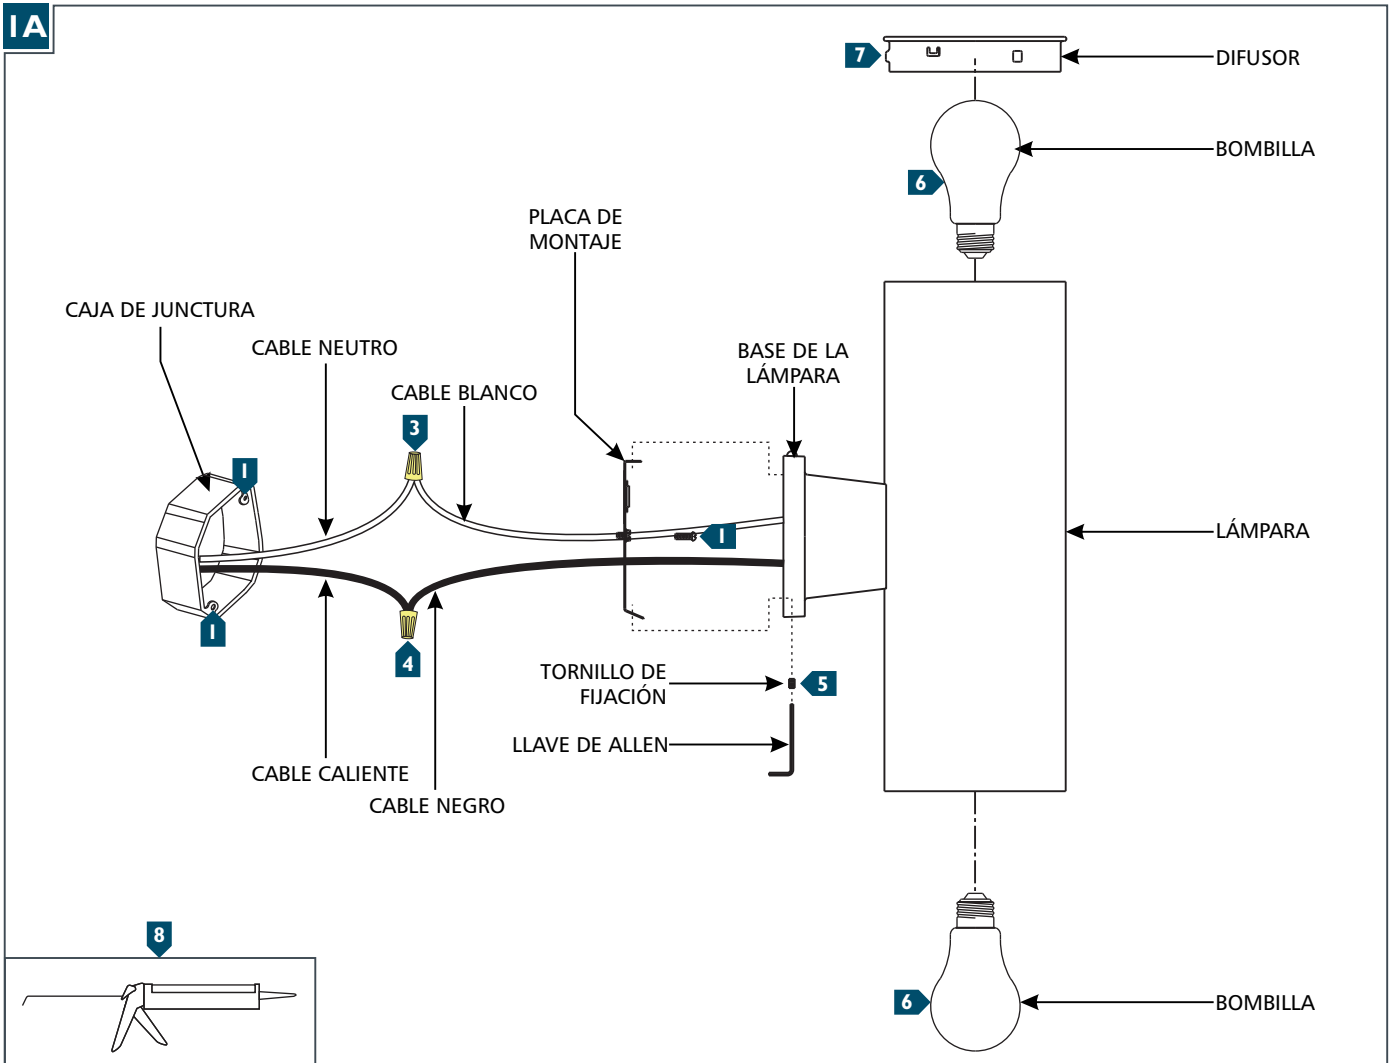 1A
7
DIFUSOR
BOMBILLA
6
PLACA DE
MONTAJE
CAJA DE JUNCTURA
CABLE NEUTRO
BASE DE LA
LÁMPARA
CABLE BLANCO
3
1
1
LÁMPARA
1
4
TORNILLO DE
FIJACIÓN
5
LLAVE DE ALLEN
CABLE CALIENTE
CABLE NEGRO
8
6
BOMBILLA